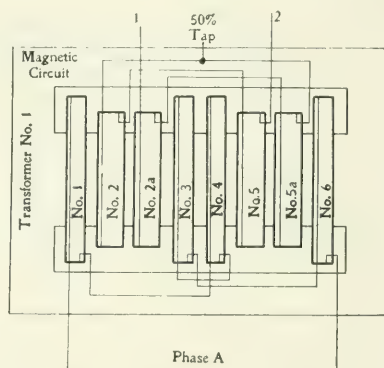 1
50%
Tap
2
Magnetic
Circuit
Transformer No. 1
No. 1
No. 2
No. 2a
No. 3
No. 4
No.5
No.5a
No. 6
Phase A